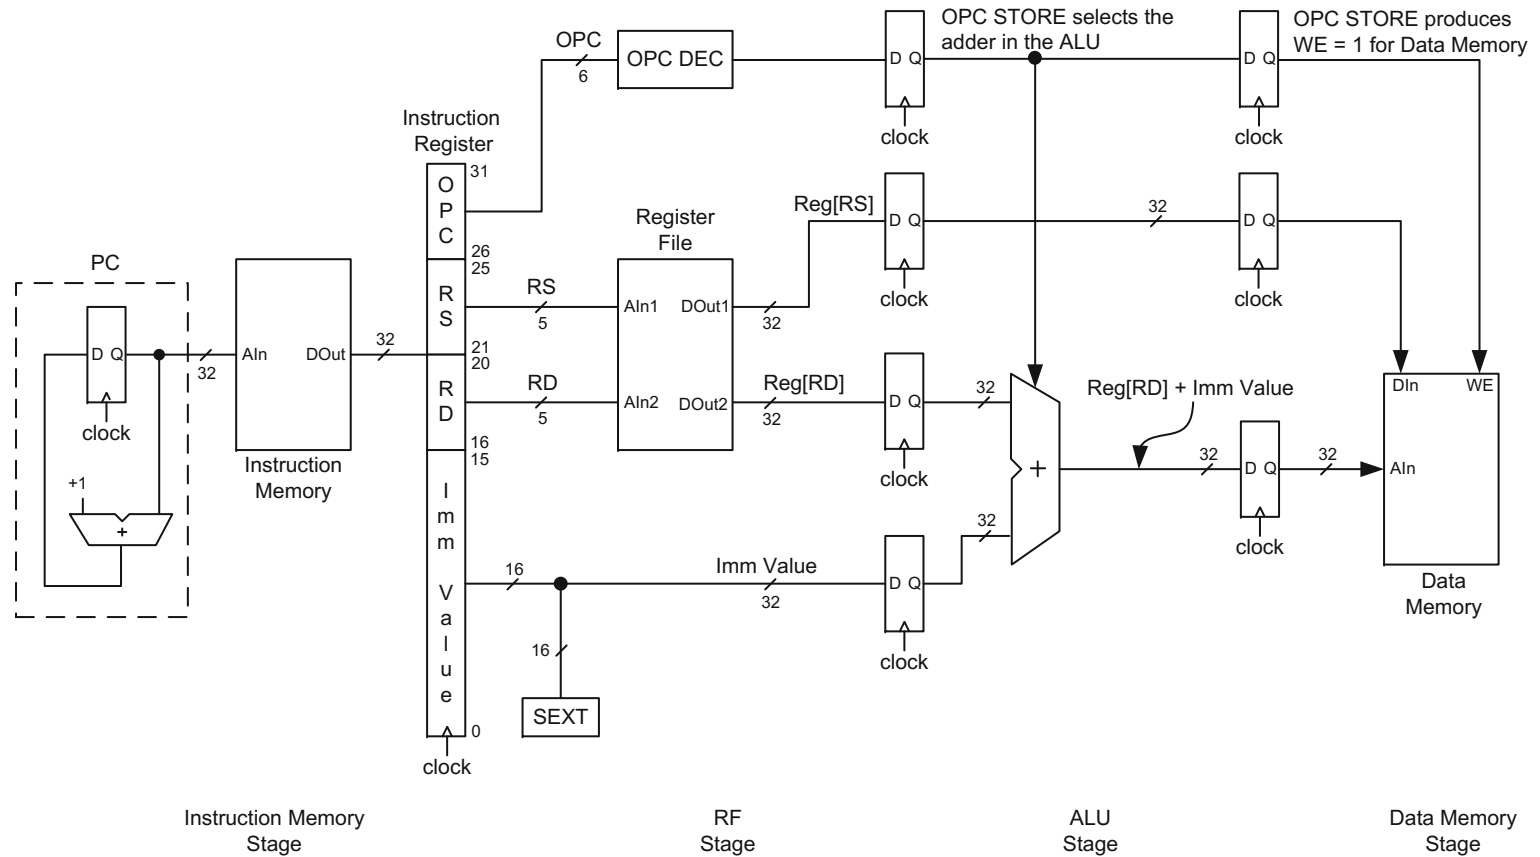 OPC STORE selects the
adder in the ALU
OPC STORE produces
WE = 1 for Data Memory
OPC
6
OPC DEC
D Q
clock
D Q
clock
Instruction
Register
31
O
P
C
26
25
R
S
21
20
R
D
16
15
I
m
m
V
a
l
u
e
0
clock
PC
D Q
clock
+1
+
32
AIn
DOut
Instruction
Memory
32
RS
5
RD
5
Register
File
AIn1
DOut1
AIn2
DOut2
32
Reg[RS]
D Q
clock
32
D Q
clock
Reg[RD]
32
D Q
clock
32
+
Reg[RD] + Imm Value
32
D Q
clock
32
DIn
WE
AIn
Data
Memory
16
16
SEXT
Imm Value
32
D Q
clock
32
Instruction Memory
Stage
RF
Stage
ALU
Stage
Data Memory
Stage